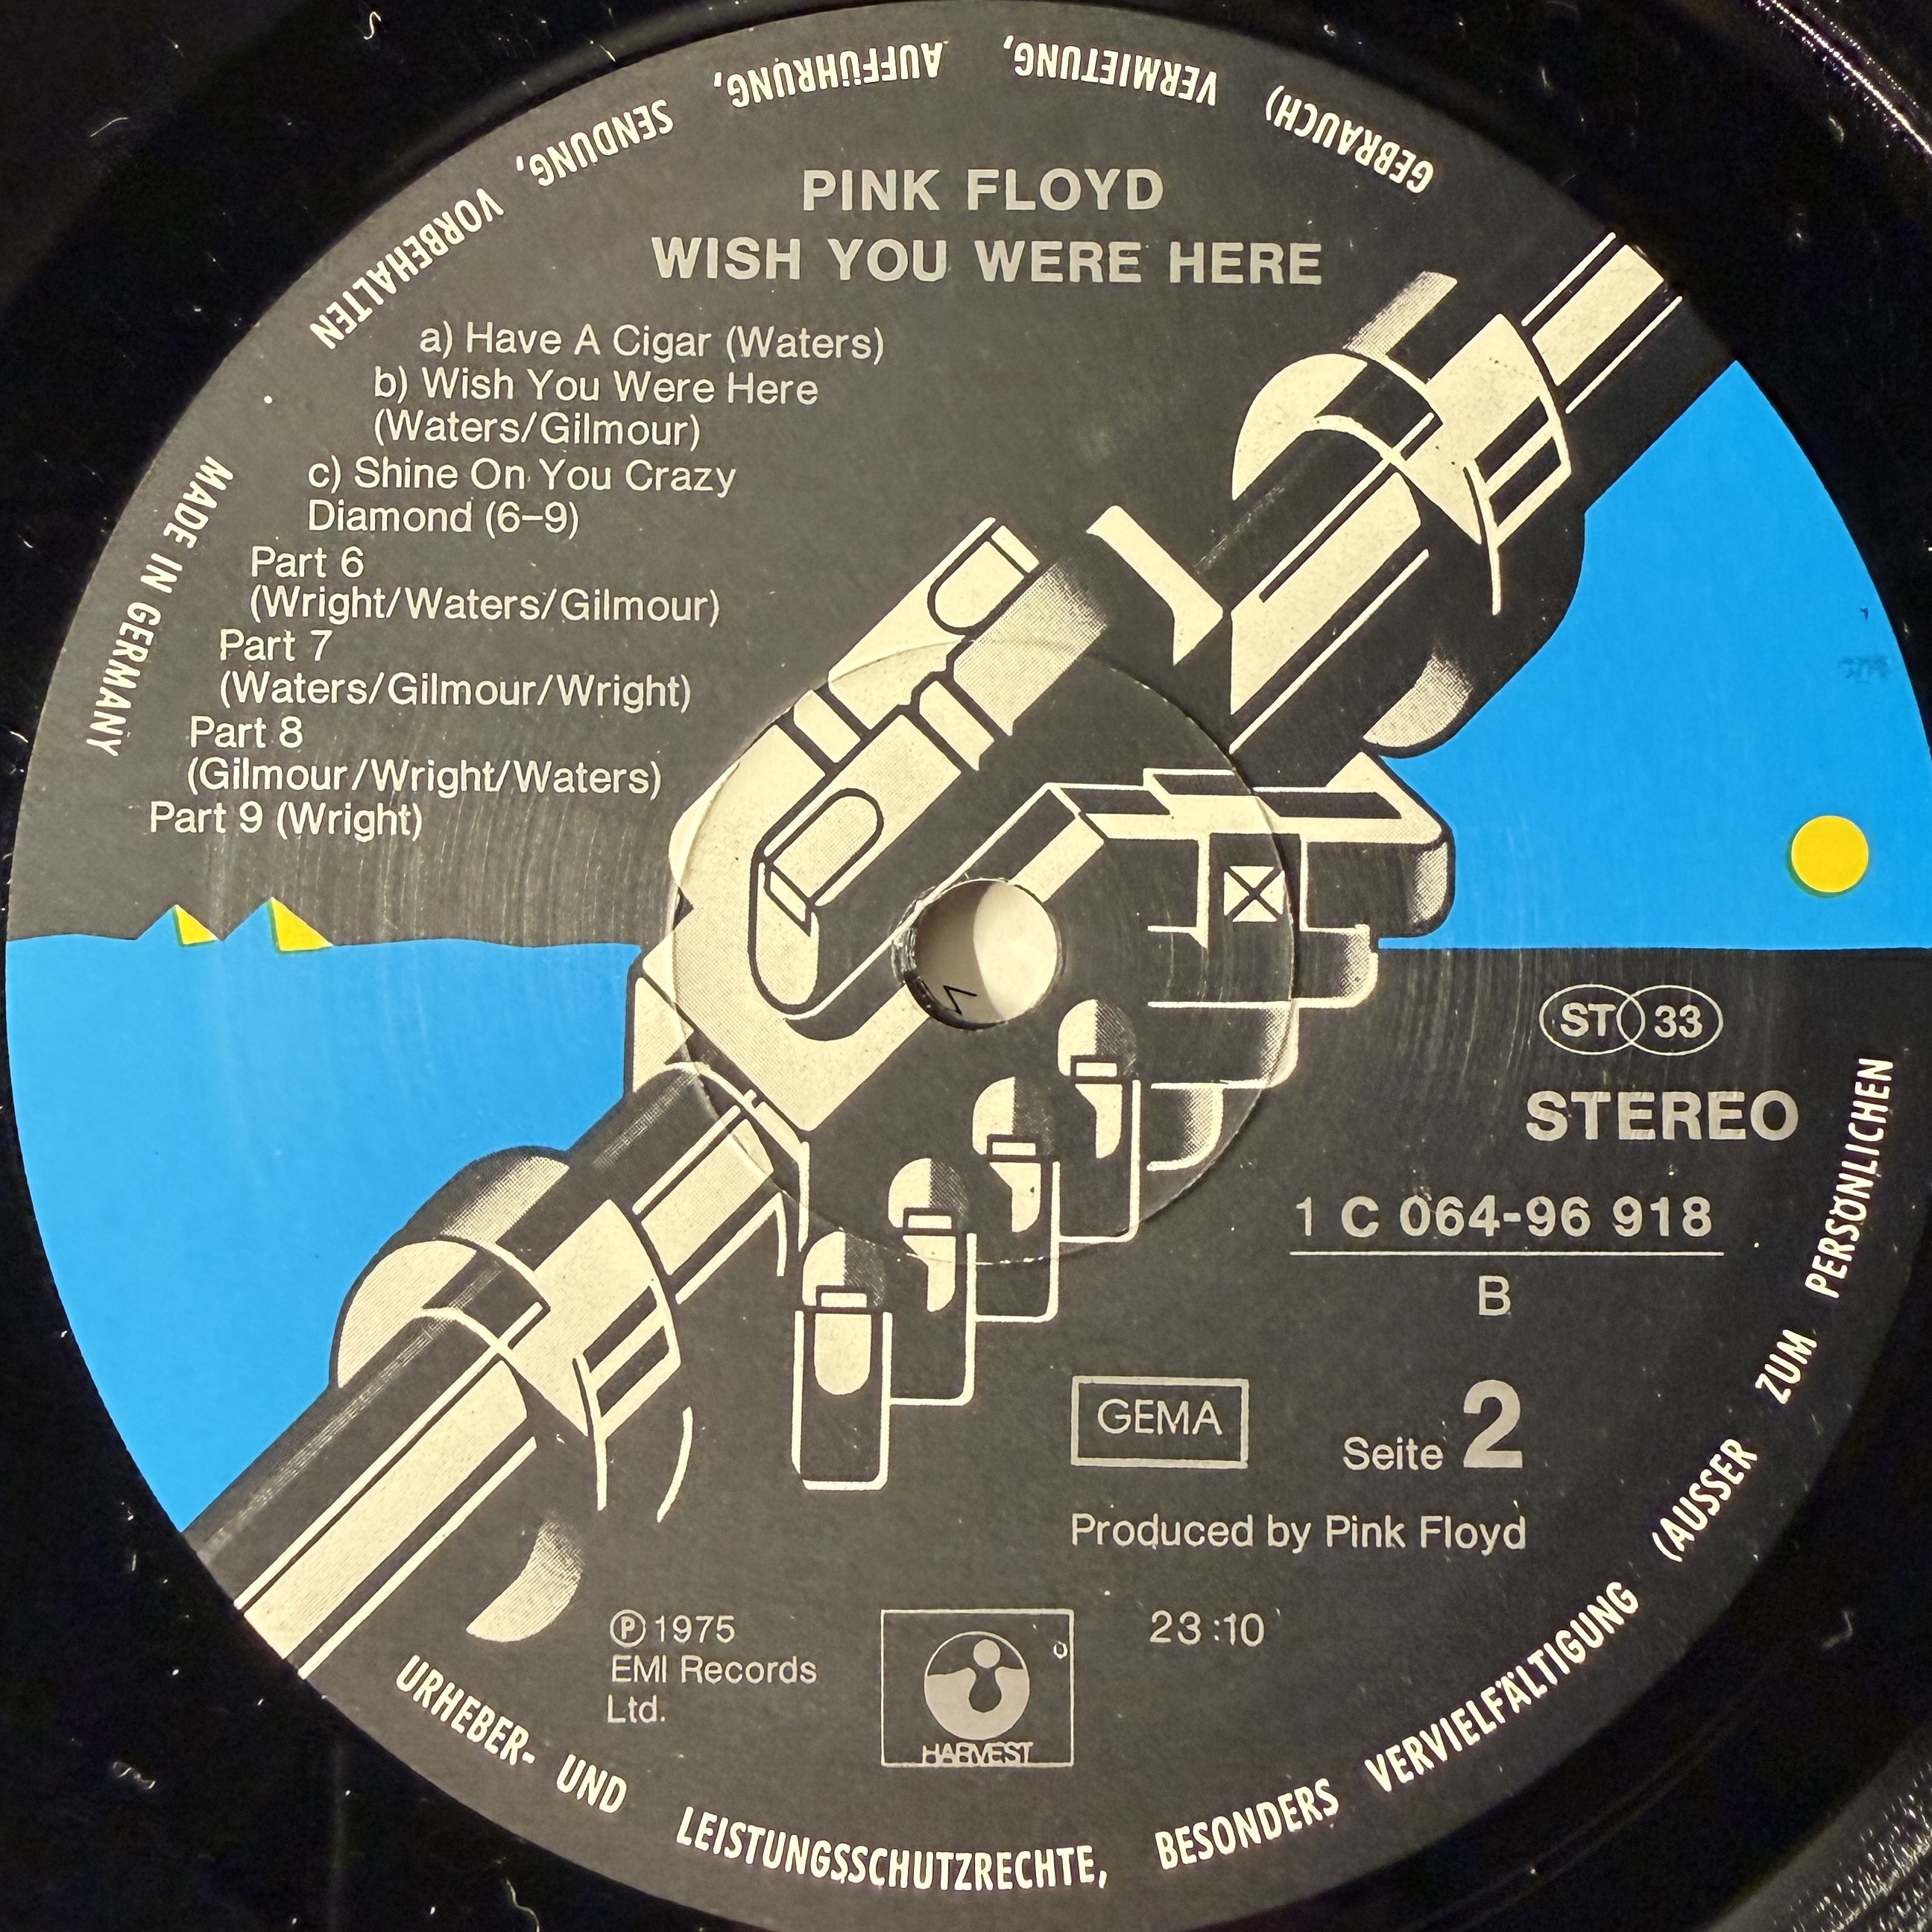 PINK FLOYD
WISH YOU WERE HERE
a) Have A Cigar (Waters)
b) Wish You Were Here
(Waters/Gilmour)
c) Shine On You Crazy
Diamond (6–9)
Part 6
(Wright/Waters/Gilmour)
Part 7
(Waters/Gilmour/Wright)
Part 8
(Gilmour/Wright/Waters)
Part 9 (Wright)
ST 33
STEREO
1 C 064-96 918
B
GEMA
Seite 2
Produced by Pink Floyd
℗ 1975
EMI Records
Ltd.
HARVEST
23:10
URHEBER- UND LEISTUNGSSCHUTZRECHTE, BESONDERS VERVIELFÄLTIGUNG (AUSSER ZUM PERSÖNLICHEN GEBRAUCH) VERMIETUNG, AUFFÜHRUNG, SENDUNG, VORBEHALTEN
MADE IN GERMANY